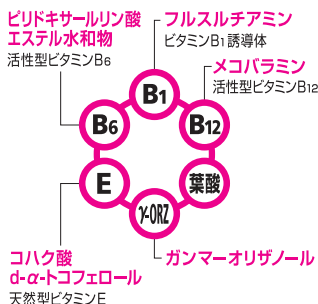 ピリドキサールリン酸
エステル水和物
活性型ビタミンB6
フルスルチアミン
ビタミンB1誘導体
メコバラミン
活性型ビタミンB12
B1
B6
B12
E
葉酸
γ-ORZ
コハク酸
d-α-トコフェロール
天然型ビタミンE
ガンマーオリザノール